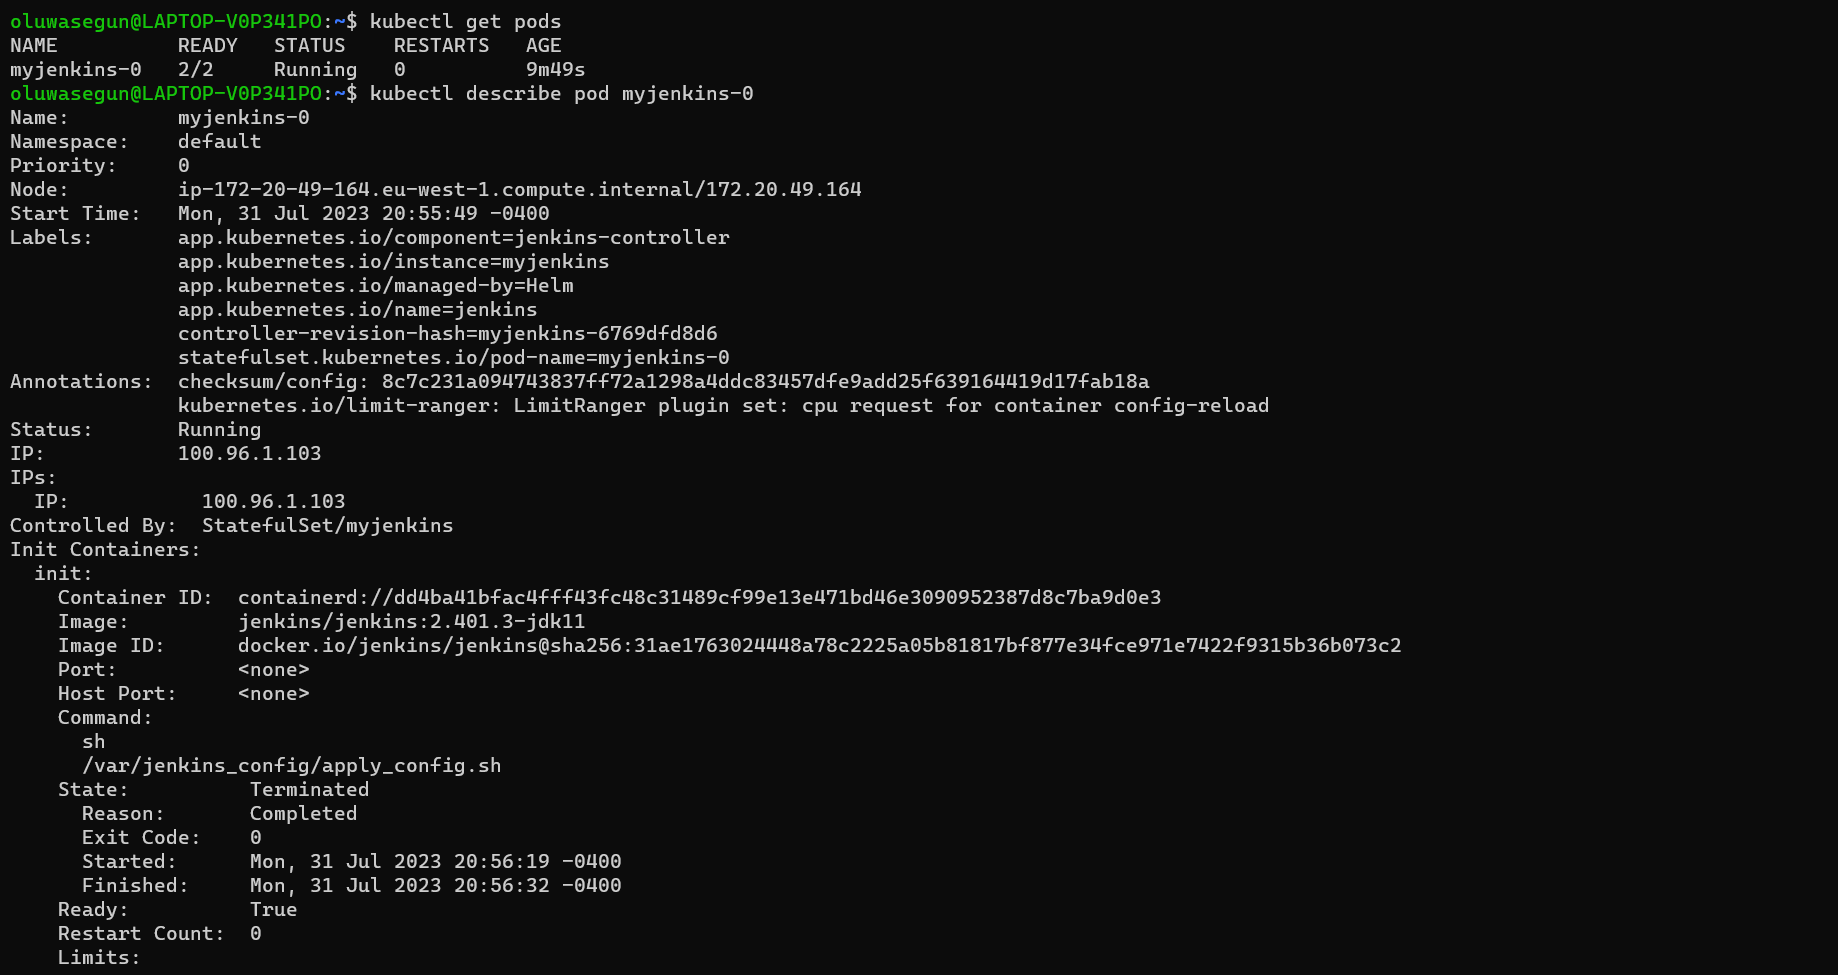 oluwasegun@LAPTOP-V0P341PO:~$ kubectl get pods
NAME          READY   STATUS    RESTARTS   AGE
myjenkins-0   2/2     Running   0          9m49s
oluwasegun@LAPTOP-V0P341PO:~$ kubectl describe pod myjenkins-0
Name:         myjenkins-0
Namespace:    default
Priority:     0
Node:         ip-172-20-49-164.eu-west-1.compute.internal/172.20.49.164
Start Time:   Mon, 31 Jul 2023 20:55:49 -0400
Labels:       app.kubernetes.io/component=jenkins-controller
              app.kubernetes.io/instance=myjenkins
              app.kubernetes.io/managed-by=Helm
              app.kubernetes.io/name=jenkins
              controller-revision-hash=myjenkins-6769dfd8d6
              statefulset.kubernetes.io/pod-name=myjenkins-0
Annotations:  checksum/config: 8c7c231a094743837ff72a1298a4ddc83457dfe9add25f639164419d17fab18a
              kubernetes.io/limit-ranger: LimitRanger plugin set: cpu request for container config-reload
Status:       Running
IP:           100.96.1.103
IPs:
  IP:           100.96.1.103
Controlled By:  StatefulSet/myjenkins
Init Containers:
  init:
    Container ID:  containerd://dd4ba41bfac4fff43fc48c31489cf99e13e471bd46e3090952387d8c7ba9d0e3
    Image:         jenkins/jenkins:2.401.3-jdk11
    Image ID:      docker.io/jenkins/jenkins@sha256:31ae1763024448a78c2225a05b81817bf877e34fce971e7422f9315b36b073c2
    Port:          <none>
    Host Port:     <none>
    Command:
      sh
      /var/jenkins_config/apply_config.sh
    State:          Terminated
      Reason:       Completed
      Exit Code:    0
      Started:      Mon, 31 Jul 2023 20:56:19 -0400
      Finished:     Mon, 31 Jul 2023 20:56:32 -0400
    Ready:          True
    Restart Count:  0
    Limits: